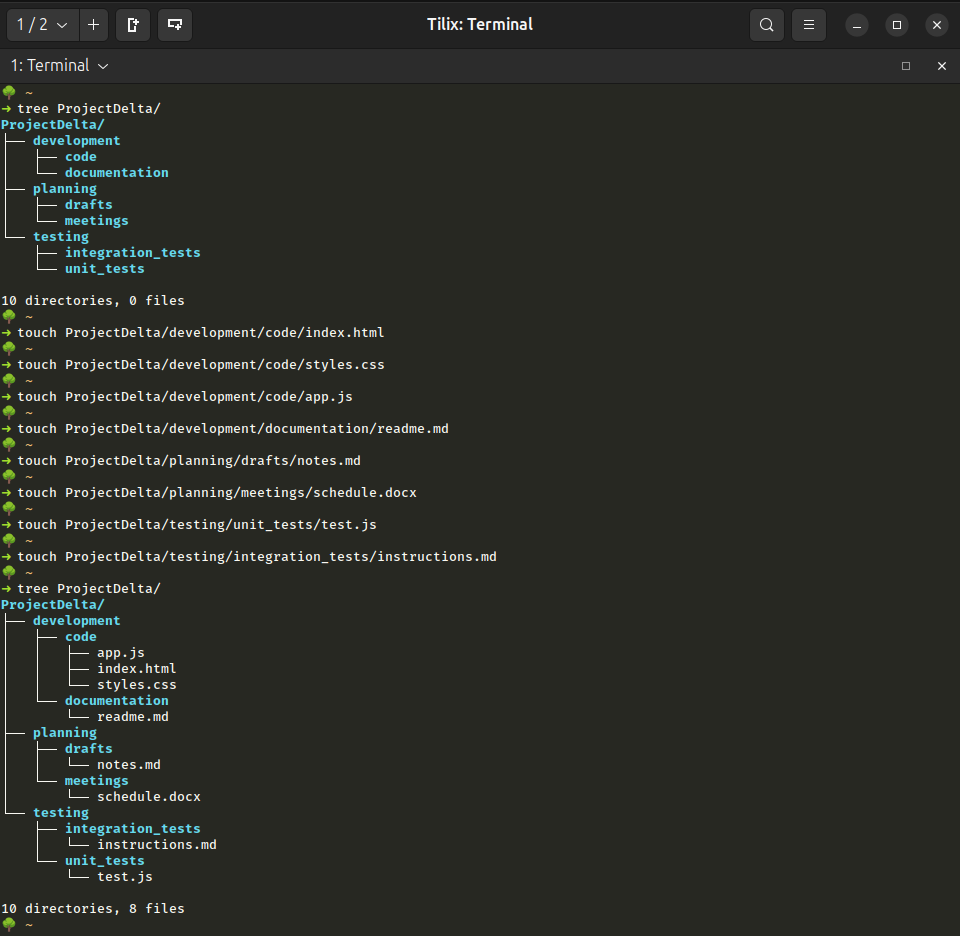 1 / 2
Tilix: Terminal
1: Terminal
~
➜ tree ProjectDelta/
ProjectDelta/
├── development
│   ├── code
│   └── documentation
├── planning
│   ├── drafts
│   └── meetings
└── testing
    ├── integration_tests
    └── unit_tests

10 directories, 0 files
~
➜ touch ProjectDelta/development/code/index.html
~
➜ touch ProjectDelta/development/code/styles.css
~
➜ touch ProjectDelta/development/code/app.js
~
➜ touch ProjectDelta/development/documentation/readme.md
~
➜ touch ProjectDelta/planning/drafts/notes.md
~
➜ touch ProjectDelta/planning/meetings/schedule.docx
~
➜ touch ProjectDelta/testing/unit_tests/test.js
~
➜ touch ProjectDelta/testing/integration_tests/instructions.md
~
➜ tree ProjectDelta/
ProjectDelta/
├── development
│   ├── code
│   │   ├── app.js
│   │   ├── index.html
│   │   └── styles.css
│   └── documentation
│       └── readme.md
├── planning
│   ├── drafts
│   │   └── notes.md
│   └── meetings
│       └── schedule.docx
└── testing
    ├── integration_tests
    │   └── instructions.md
    └── unit_tests
        └── test.js

10 directories, 8 files
~